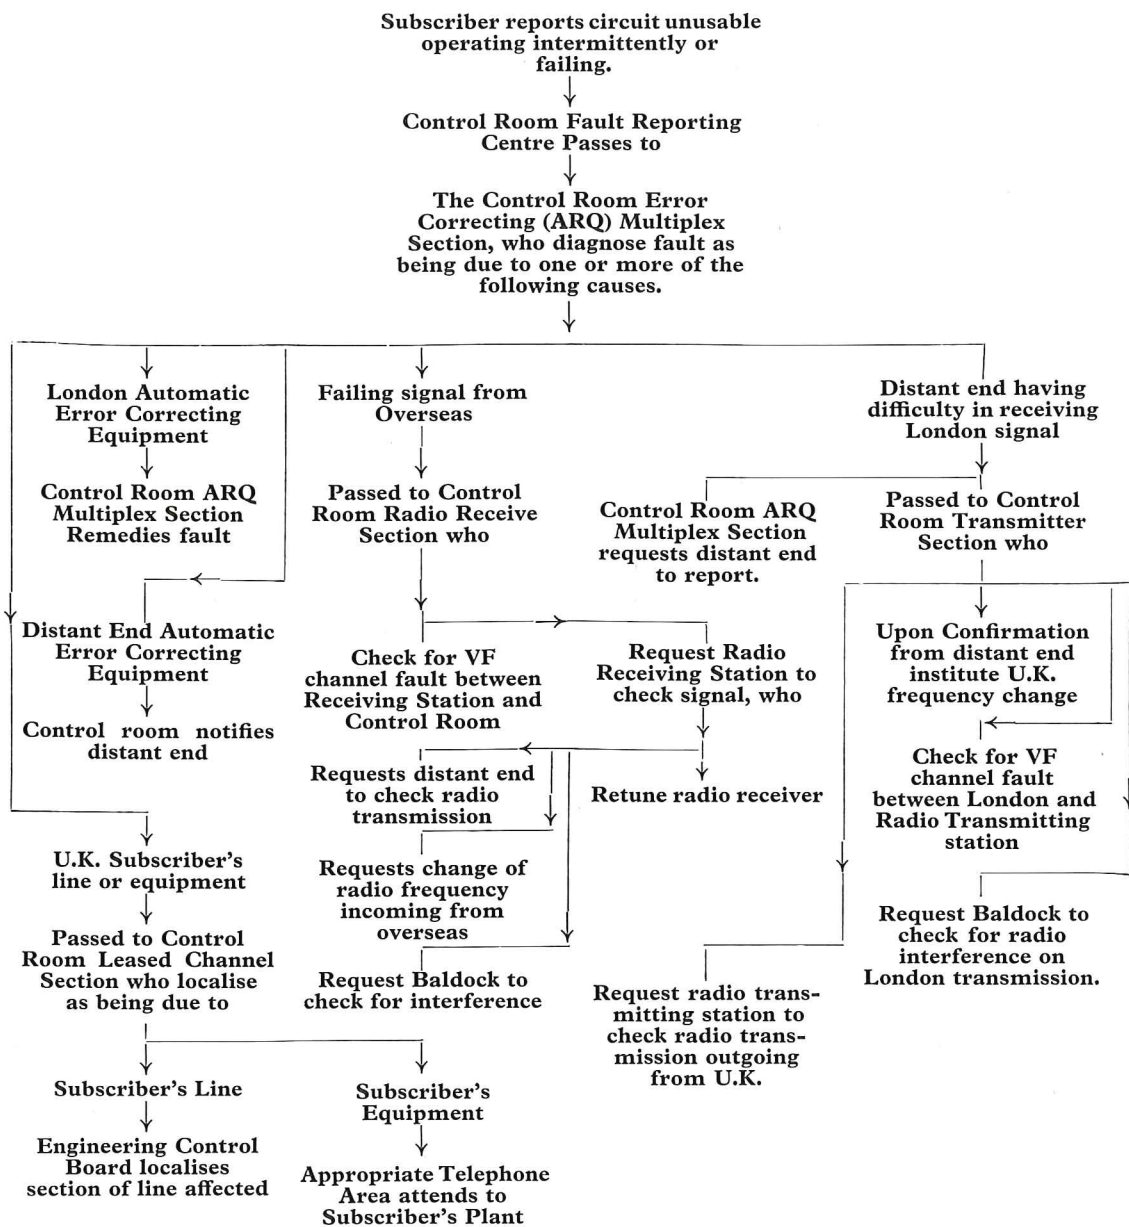 Subscriber reports circuit unusable
operating intermittently or
failing.
Control Room Fault Reporting
Centre Passes to
The Control Room Error
Correcting (ARQ) Multiplex
Section, who diagnose fault as
being due to one or more of the
following causes.
London Automatic
Error Correcting
Equipment
Control Room ARQ
Multiplex Section
Remedies fault
Distant End Automatic
Error Correcting
Equipment
Control room notifies
distant end
U.K. Subscriber's
line or equipment
Passed to Control
Room Leased Channel
Section who localise
as being due to
Subscriber's Line
Engineering Control
Board localises
section of line affected
Subscriber's
Equipment
Appropriate Telephone
Area attends to
Subscriber's Plant
Failing signal from
Overseas
Passed to Control
Room Radio Receive
Section who
Check for VF
channel fault between
Receiving Station and
Control Room
Request Radio
Receiving Station to
check signal, who
Requests distant end
to check radio
transmission
Requests change of
radio frequency
incoming from
overseas
Request Baldock to
check for interference
Retune radio receiver
Distant end having
difficulty in receiving
London signal
Control Room ARQ
Multiplex Section
requests distant end
to report.
Passed to Control
Room Transmitter
Section who
Upon Confirmation
from distant end
institute U.K.
frequency change
Check for VF
channel fault
between London and
Radio Transmitting
station
Request Baldock to
check for radio
interference on
London transmission.
Request radio trans-
mitting station to
check radio trans-
mission outgoing
from U.K.